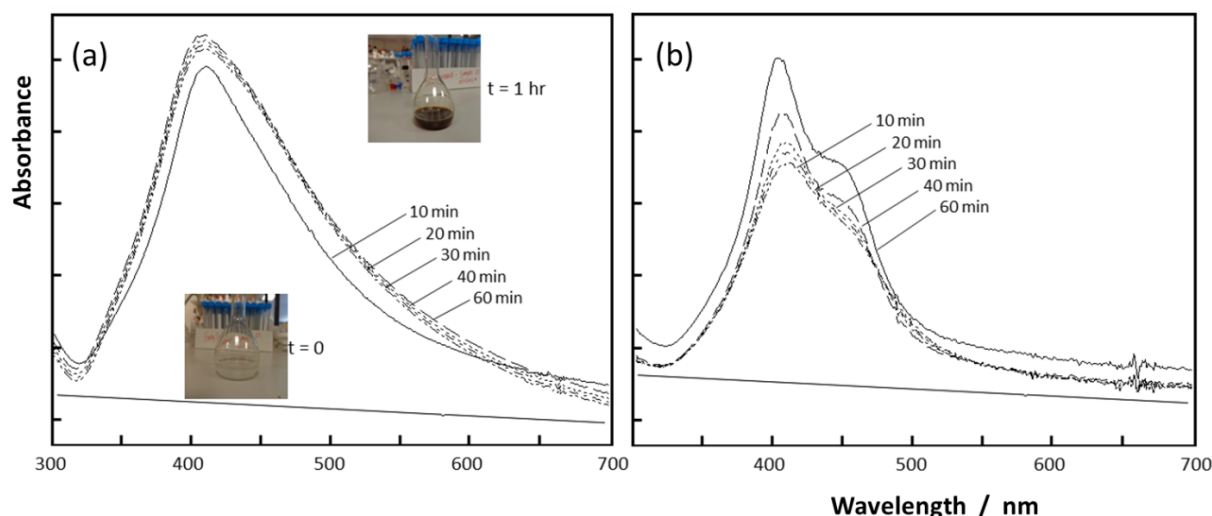 (a)
t = 1 hr
10 min
20 min
30 min
40 min
60 min
t = 0
Absorbance
300
400
500
600
700
(b)
10 min
20 min
30 min
40 min
60 min
400
500
600
700
Wavelength / nm